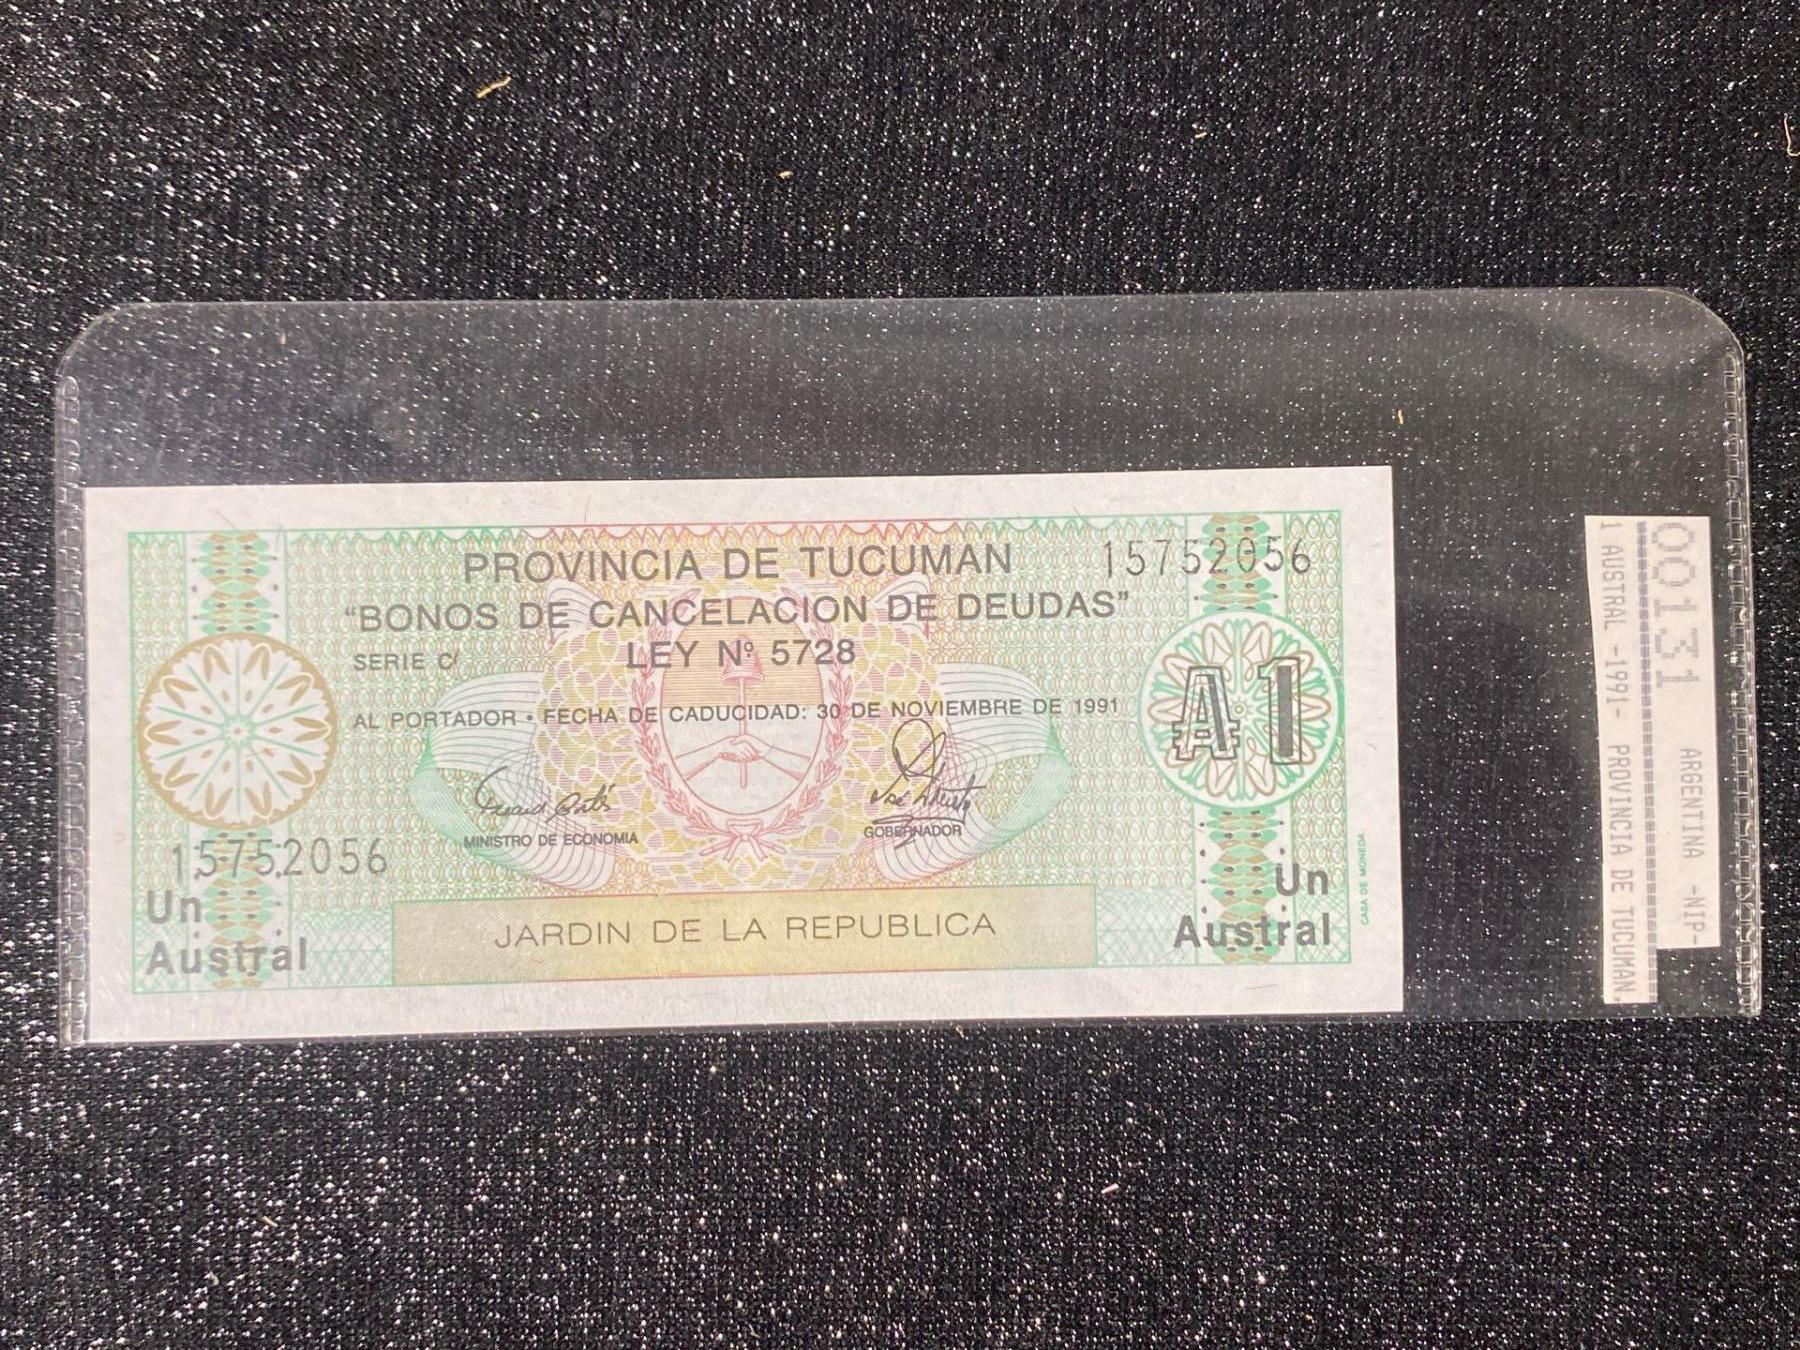 PROVINCIA DE TUCUMAN
15752056
"BONOS DE CANCELACION DE DEUDAS"
SERIE C
LEY Nº 5728
AL PORTADOR • FECHA DE CADUCIDAD: 30 DE NOVIEMBRE DE 1991
₳ 1
MINISTRO DE ECONOMIA
GOBERNADOR
15752056
Un
Austral
JARDIN DE LA REPUBLICA
Un
Austral
CASA DE MONEDA
00131 ARGENTINA -NIP-
1 AUSTRAL -1991- PROVINCIA DE TUCUMAN.